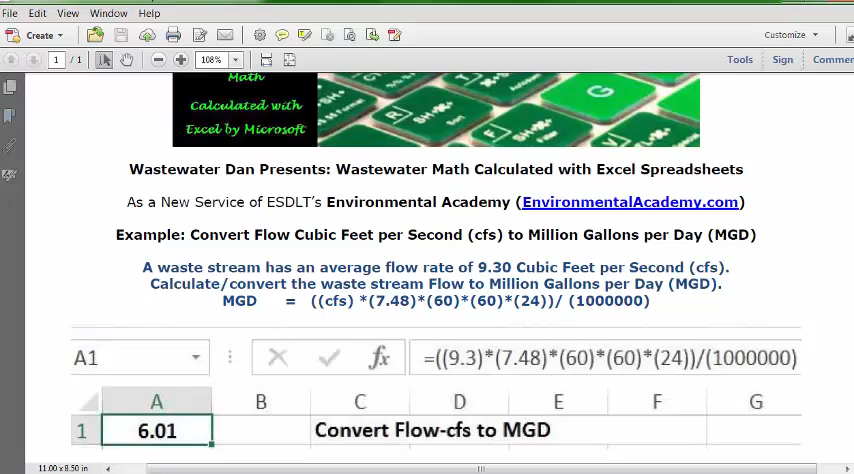 File Edit View Window Help
Create Customize
1 / 1 108% Tools Sign Commen
Math
Calculated with
Excel by Microsoft
Wastewater Dan Presents: Wastewater Math Calculated with Excel Spreadsheets
As a New Service of ESDLT’s Environmental Academy (EnvironmentalAcademy.com)
Example: Convert Flow Cubic Feet per Second (cfs) to Million Gallons per Day (MGD)
A waste stream has an average flow rate of 9.30 Cubic Feet per Second (cfs).
Calculate/convert the waste stream Flow to Million Gallons per Day (MGD).
MGD = ((cfs) *(7.48)*(60)*(60)*(24))/ (1000000)
A1 fx =((9.3)*(7.48)*(60)*(60)*(24))/(1000000)
A B C D E F G
1 6.01 Convert Flow-cfs to MGD
11.00 x 8.50 in